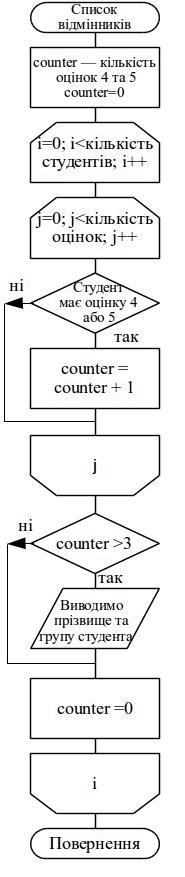 Список
відмінників
counter — кількість
оцінок 4 та 5
counter=0
i=0; i<кількість
студентів; i++
j=0; j<кількість
оцінок; j++
ні
Студент
має оцінку 4
або 5
так
counter =
counter + 1
j
ні
counter >3
так
Виводимо
прізвище та
групу студента
counter =0
i
Повернення